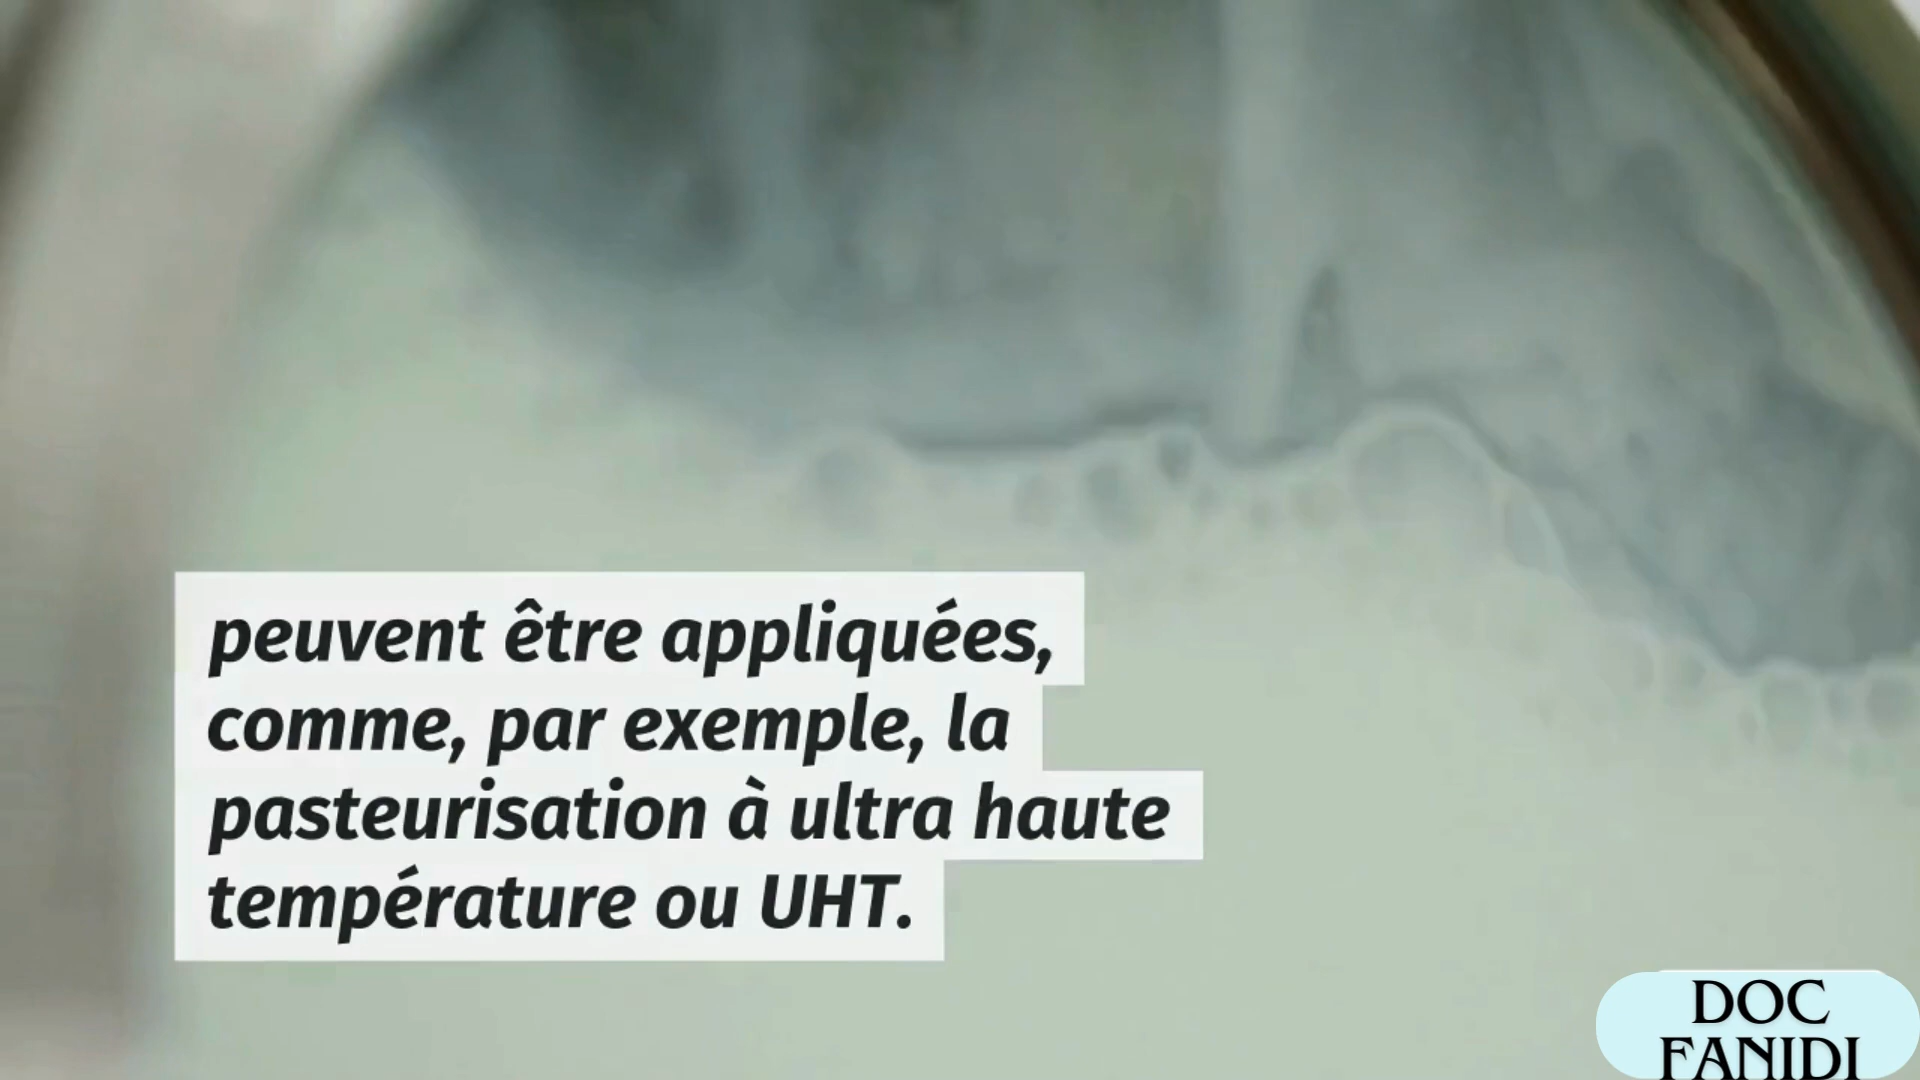 peuvent être appliquées,
comme, par exemple, la
pasteurisation à ultra haute
température ou UHT.
DOC
FANIDI